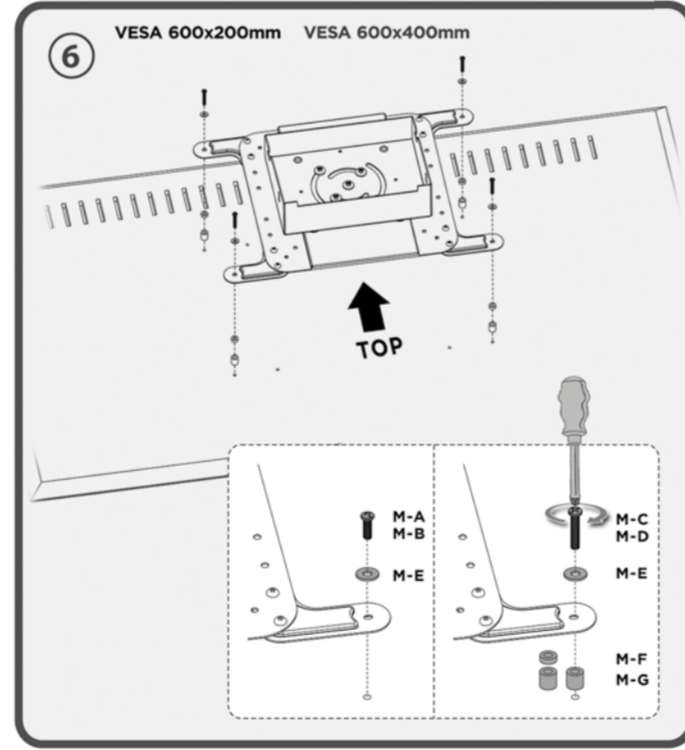 6
VESA 600x200mm VESA 600x400mm
TOP
M-A
M-B
M-E
M-C
M-D
M-E
M-F
M-G